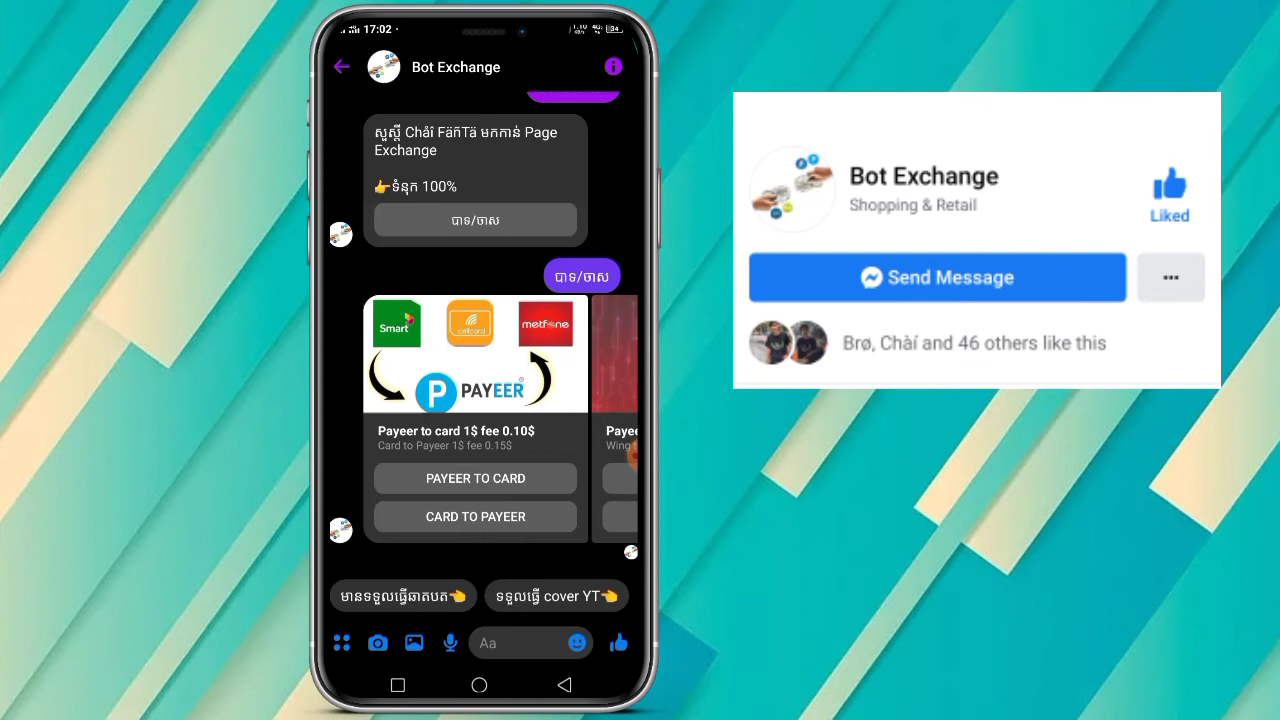 17:02
Bot Exchange
សួស្តី Chåî FäñTä មកកាន់ Page
Exchange
👉ទំនុក 100%
បាទ/ចាស
បាទ/ចាស
Smart
cellcard
metfone
P PAYEER
Payeer to card 1$ fee 0.10$
Card to Payeer 1$ fee 0.15$
PAYEER TO CARD
CARD TO PAYEER
Payee
Wing t
មានទទួលធ្វើឆាតបត👈
ទទួលធ្វើ cover YT👈
Aa
Bot Exchange
Shopping & Retail
Liked
Send Message
Brø, Chàí and 46 others like this